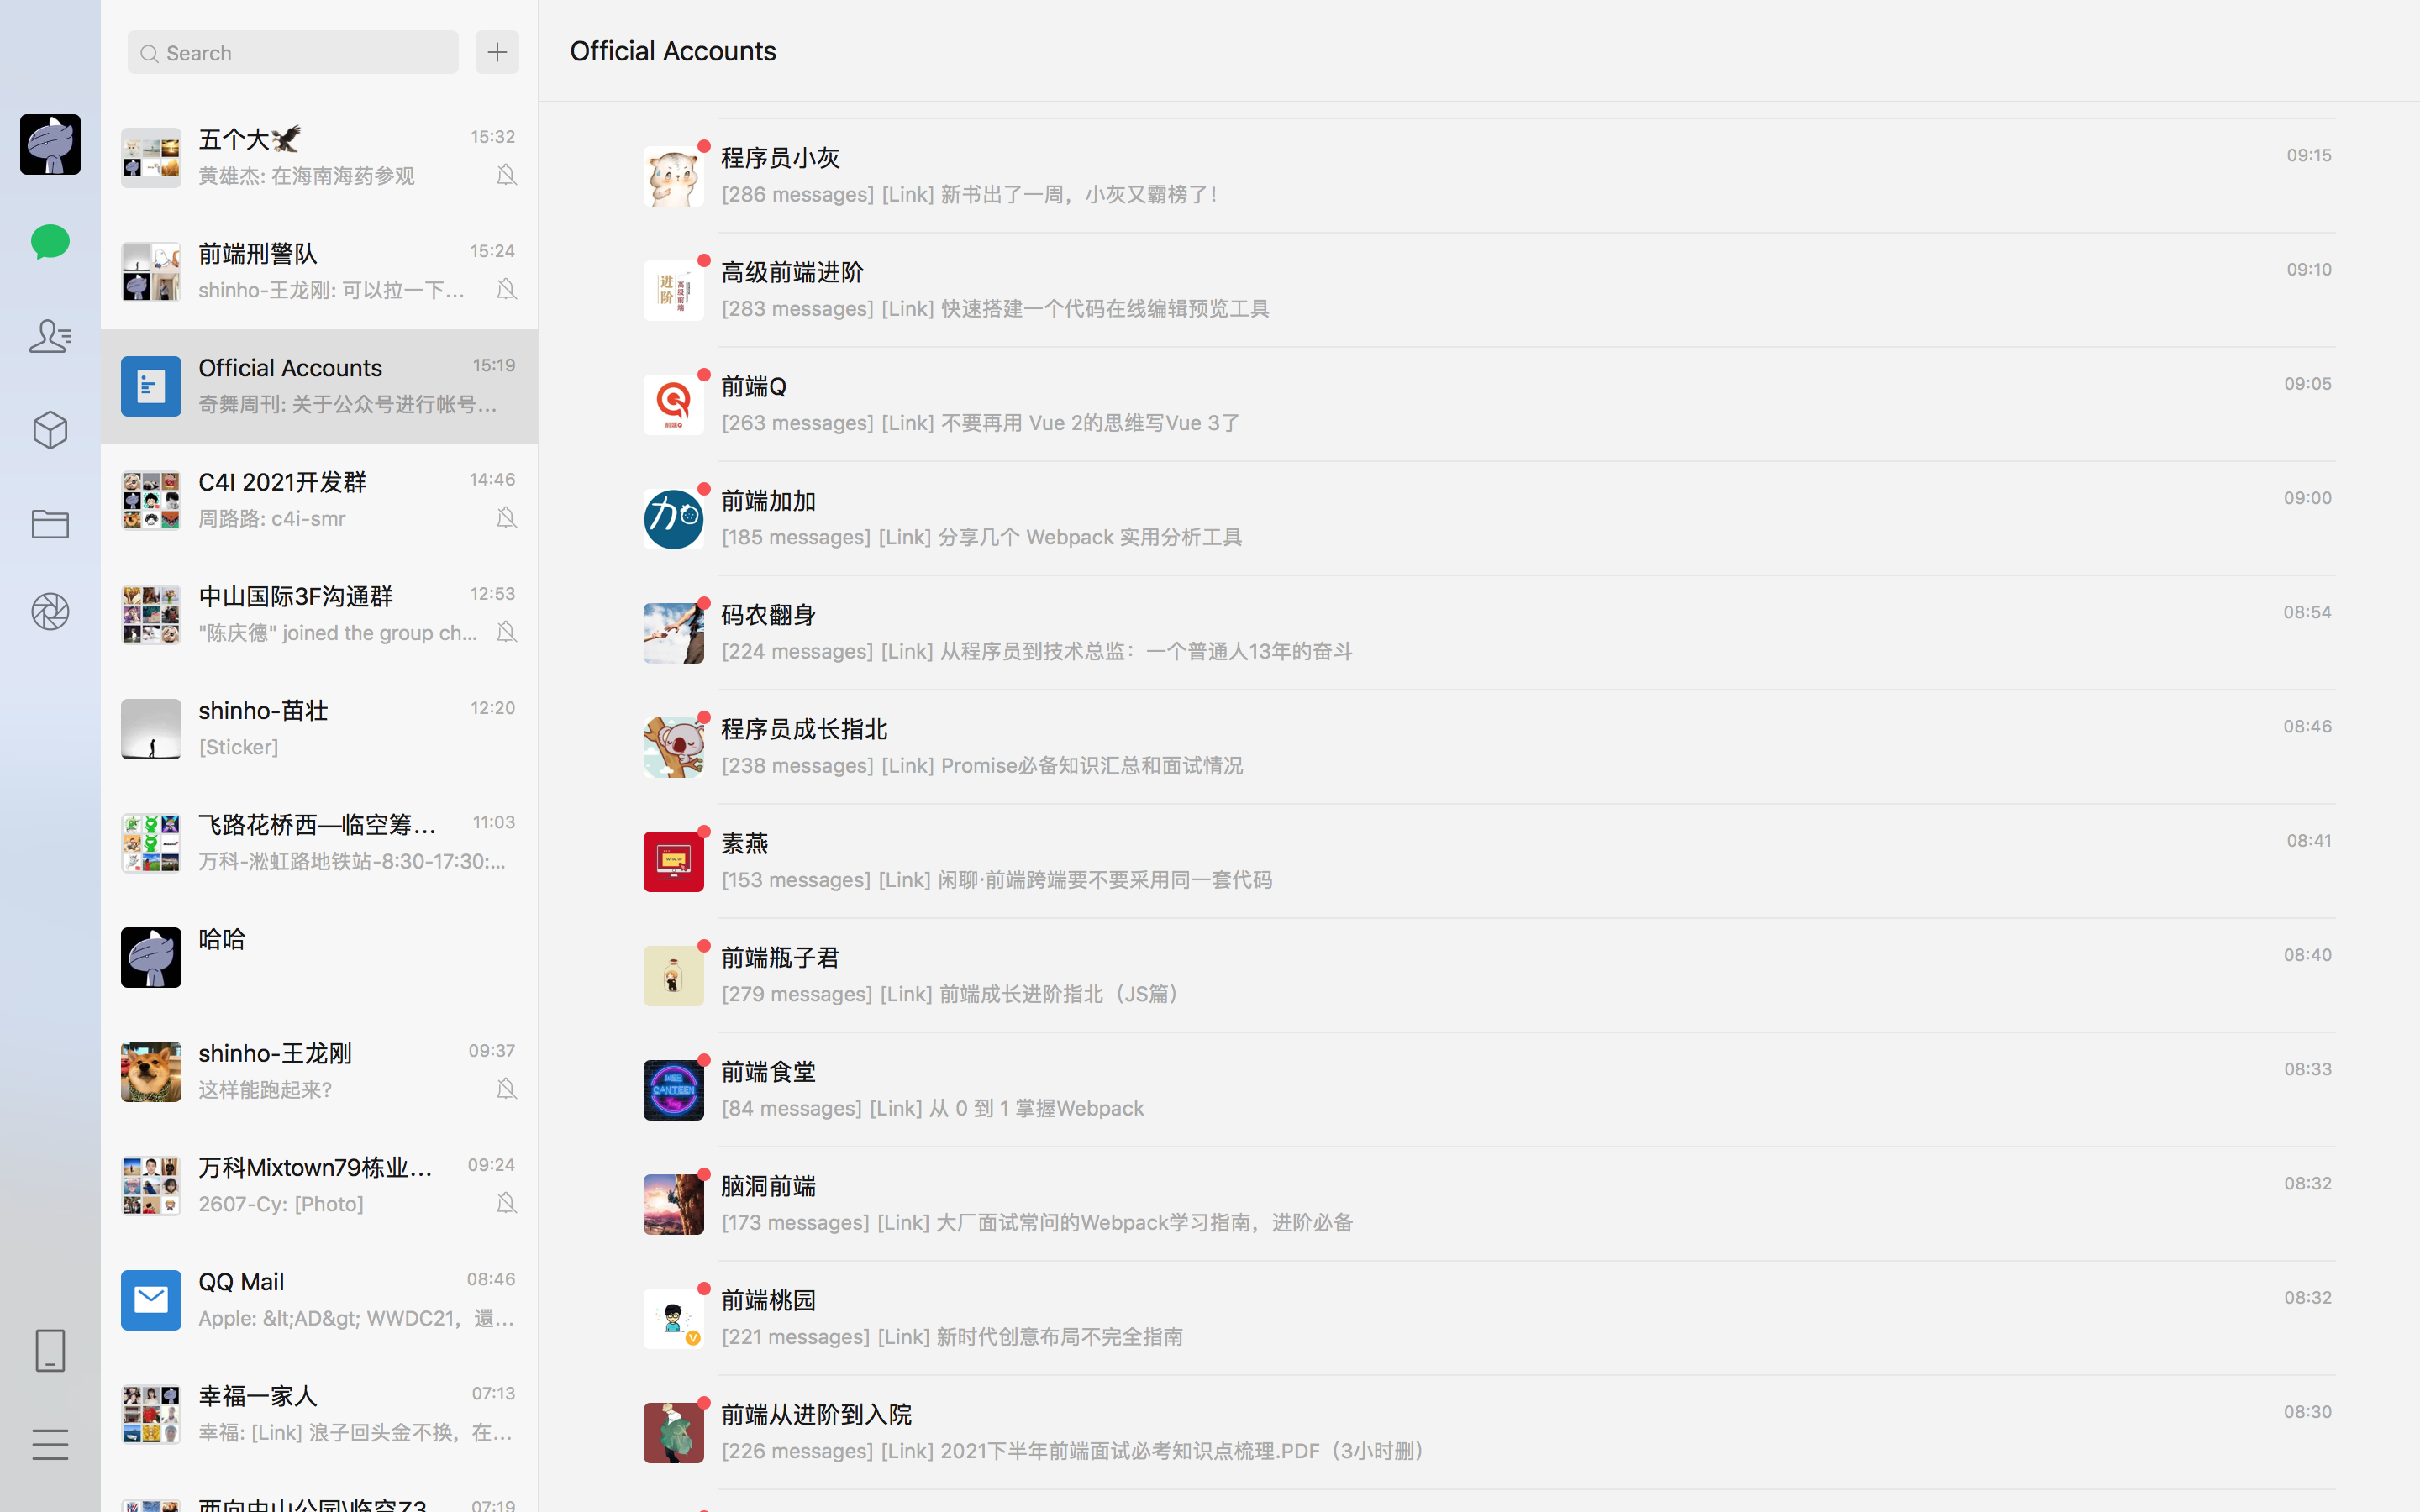 Search
五个大🦅
15:32
黄雄杰: 在海南海药参观
前端刑警队
15:24
shinho-王龙刚: 可以拉一下...
Official Accounts
15:19
奇舞周刊: 关于公众号进行帐号...
C4I 2021开发群
14:46
周路路: c4i-smr
中山国际3F沟通群
12:53
"陈庆德" joined the group ch...
shinho-苗壮
12:20
[Sticker]
飞路花桥西—临空筹...
11:03
万科-淞虹路地铁站-8:30-17:30:...
哈哈
shinho-王龙刚
09:37
这样能跑起来?
万科Mixtown79栋业...
09:24
2607-Cy: [Photo]
QQ Mail
08:46
Apple: &lt;AD&gt; WWDC21，還...
幸福一家人
07:13
幸福: [Link] 浪子回头金不换，在...
07:19
Official Accounts
程序员小灰
09:15
[286 messages] [Link] 新书出了一周，小灰又霸榜了！
进阶
高级前端
高级前端进阶
09:10
[283 messages] [Link] 快速搭建一个代码在线编辑预览工具
前端Q
前端Q
09:05
[263 messages] [Link] 不要再用 Vue 2的思维写Vue 3了
加
前端加加
09:00
[185 messages] [Link] 分享几个 Webpack 实用分析工具
码农翻身
08:54
[224 messages] [Link] 从程序员到技术总监：一个普通人13年的奋斗
程序员成长指北
08:46
[238 messages] [Link] Promise必备知识汇总和面试情况
WWW
素燕
08:41
[153 messages] [Link] 闲聊·前端跨端要不要采用同一套代码
前端瓶子君
08:40
[279 messages] [Link] 前端成长进阶指北（JS篇）
CANTEEN
前端食堂
08:33
[84 messages] [Link] 从 0 到 1 掌握Webpack
脑洞前端
08:32
[173 messages] [Link] 大厂面试常问的Webpack学习指南，进阶必备
V
前端桃园
08:32
[221 messages] [Link] 新时代创意布局不完全指南
前端从进阶到入院
08:30
[226 messages] [Link] 2021下半年前端面试必考知识点梳理.PDF（3小时删）